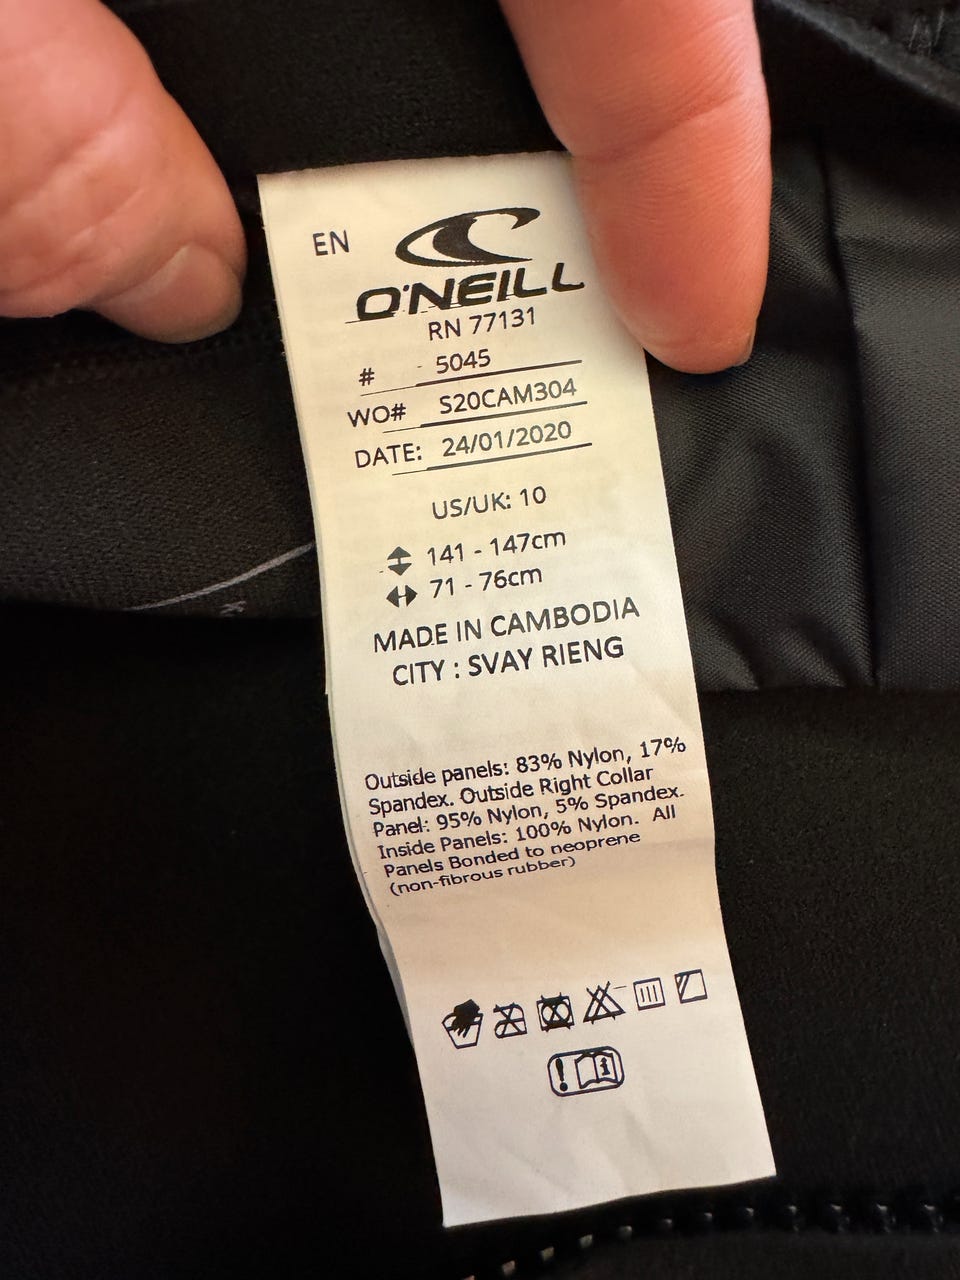 EN
O'NEILL
RN 77131
# 5045
WO# S20CAM304
DATE: 24/01/2020
US/UK: 10
141 - 147cm
71 - 76cm
MADE IN CAMBODIA
CITY : SVAY RIENG
Outside panels: 83% Nylon, 17%
Spandex. Outside Right Collar
Panel: 95% Nylon, 5% Spandex.
Inside Panels: 100% Nylon. All
Panels Bonded to neoprene
(non-fibrous rubber)